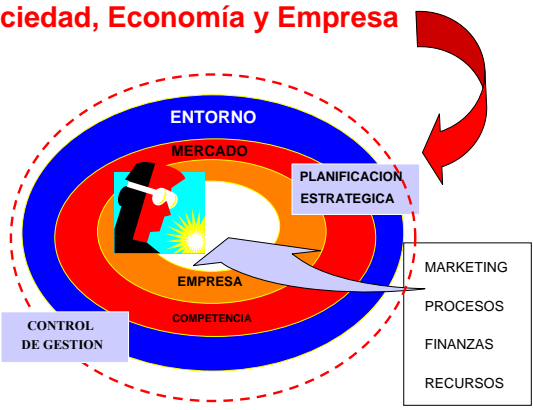 ciedad, Economía y Empresa
ENTORNO
MERCADO
PLANIFICACION
ESTRATEGICA
EMPRESA
COMPETENCIA
CONTROL
DE GESTION
MARKETING
PROCESOS
FINANZAS
RECURSOS